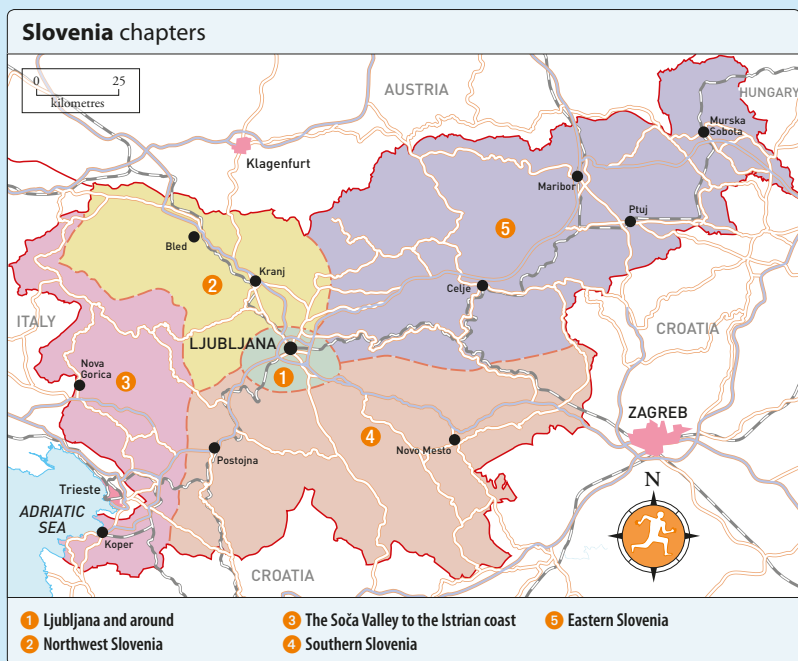 Slovenia chapters
0 25
kilometres
AUSTRIA
HUNGARY
Murska
Sobota
Klagenfurt
Maribor
Ptuj
Bled
5
Kranj
2
Celje
ITALY
CROATIA
LJUBLJANA
Nova
Gorica
3
1
ZAGREB
4
Novo Mesto
Postojna
N
Trieste
ADRIATIC
SEA
Koper
CROATIA
1 Ljubljana and around
2 Northwest Slovenia
3 The Soča Valley to the Istrian coast
4 Southern Slovenia
5 Eastern Slovenia